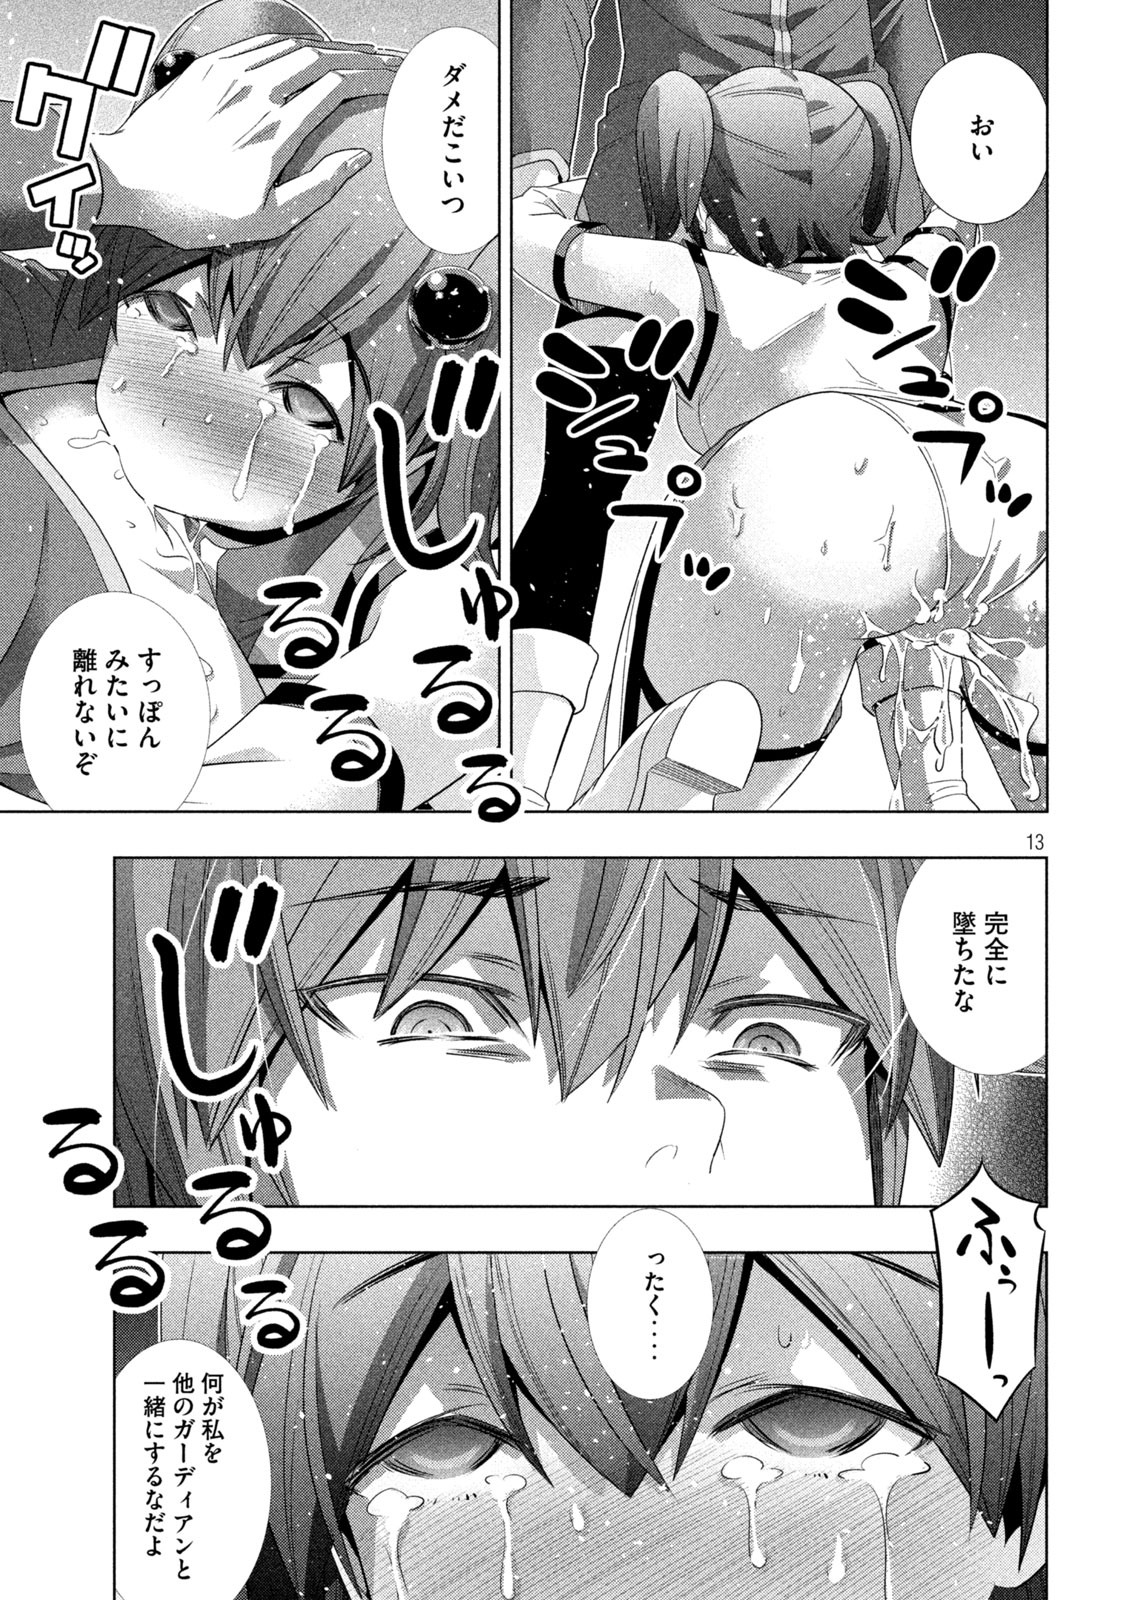 おい
ジュッ
ジュッ
プッ
プッ
ダメだこいつ
グイッ
じゅるるる
すっぽん
みたいに
離れないぞ
13
完全に
墜ちたな
じゅるるるる
ふぅーっ
ったく‥‥
何が私を
他のガーディアンと
一緒にするなだよ